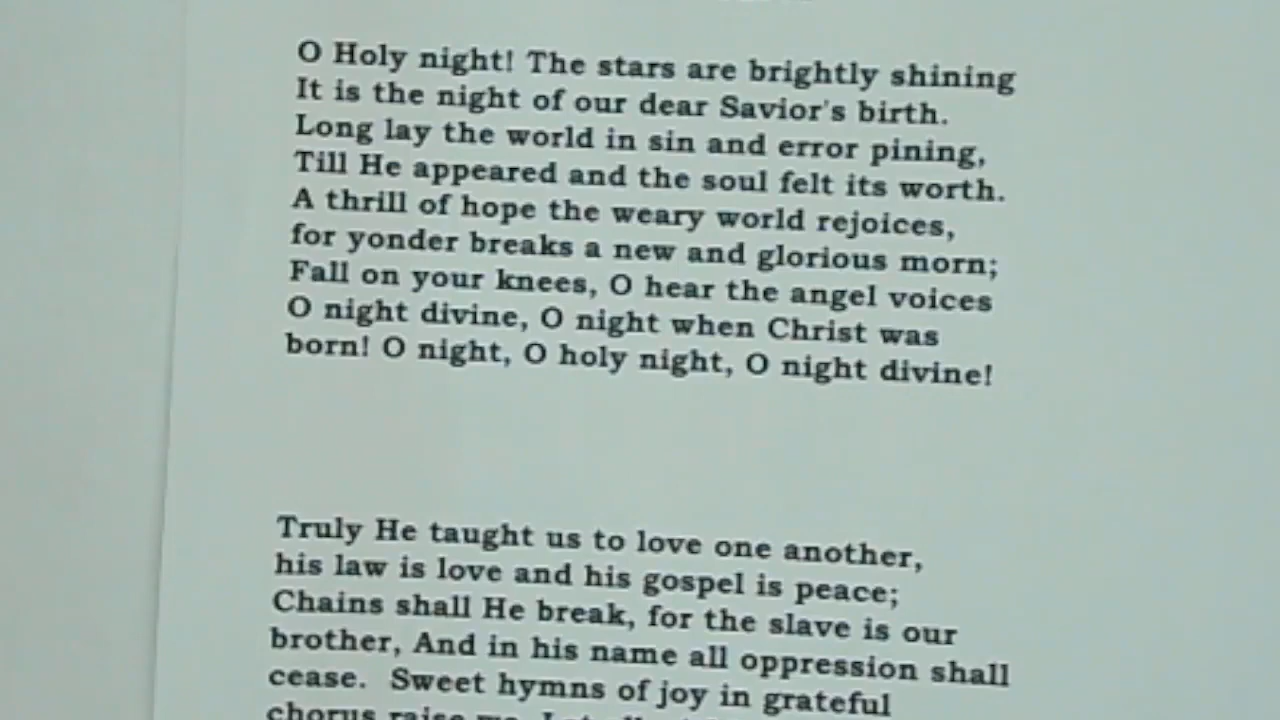 O Holy night! The stars are brightly shining
It is the night of our dear Savior's birth.
Long lay the world in sin and error pining,
Till He appeared and the soul felt its worth.
A thrill of hope the weary world rejoices,
for yonder breaks a new and glorious morn;
Fall on your knees, O hear the angel voices
O night divine, O night when Christ was
born! O night, O holy night, O night divine!
Truly He taught us to love one another,
his law is love and his gospel is peace;
Chains shall He break, for the slave is our
brother, And in his name all oppression shall
cease. Sweet hymns of joy in grateful
chorus raise